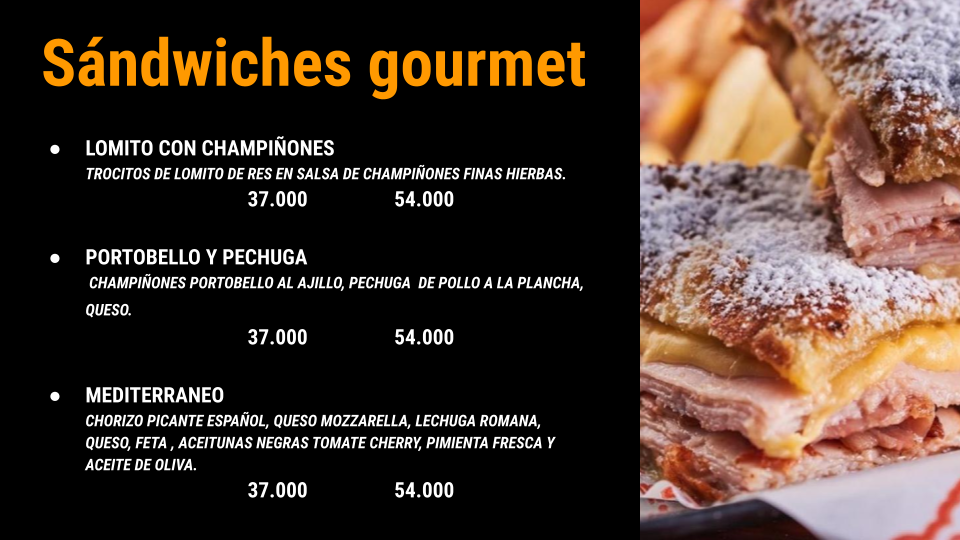 Sándwiches gourmet
● LOMITO CON CHAMPIÑONES
TROCITOS DE LOMITO DE RES EN SALSA DE CHAMPIÑONES FINAS HIERBAS.
37.000 54.000
● PORTOBELLO Y PECHUGA
CHAMPIÑONES PORTOBELLO AL AJILLO, PECHUGA DE POLLO A LA PLANCHA,
QUESO.
37.000 54.000
● MEDITERRANEO
CHORIZO PICANTE ESPAÑOL, QUESO MOZZARELLA, LECHUGA ROMANA,
QUESO, FETA , ACEITUNAS NEGRAS TOMATE CHERRY, PIMIENTA FRESCA Y
ACEITE DE OLIVA.
37.000 54.000